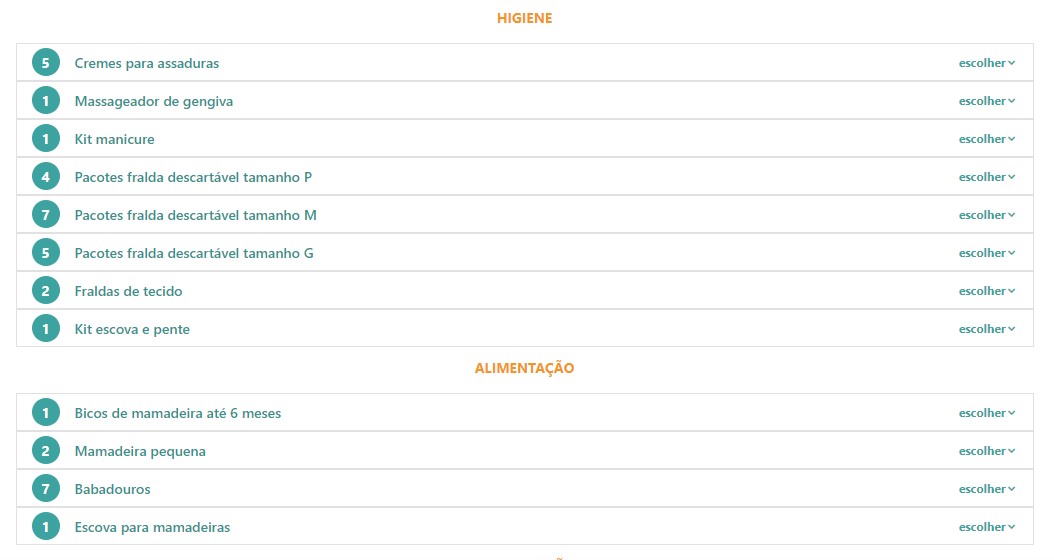 HIGIENE
5 Cremes para assaduras escolher
1 Massageador de gengiva escolher
1 Kit manicure escolher
4 Pacotes fralda descartável tamanho P escolher
7 Pacotes fralda descartável tamanho M escolher
5 Pacotes fralda descartável tamanho G escolher
2 Fraldas de tecido escolher
1 Kit escova e pente escolher
ALIMENTAÇÃO
1 Bicos de mamadeira até 6 meses escolher
2 Mamadeira pequena escolher
7 Babadouros escolher
1 Escova para mamadeiras escolher